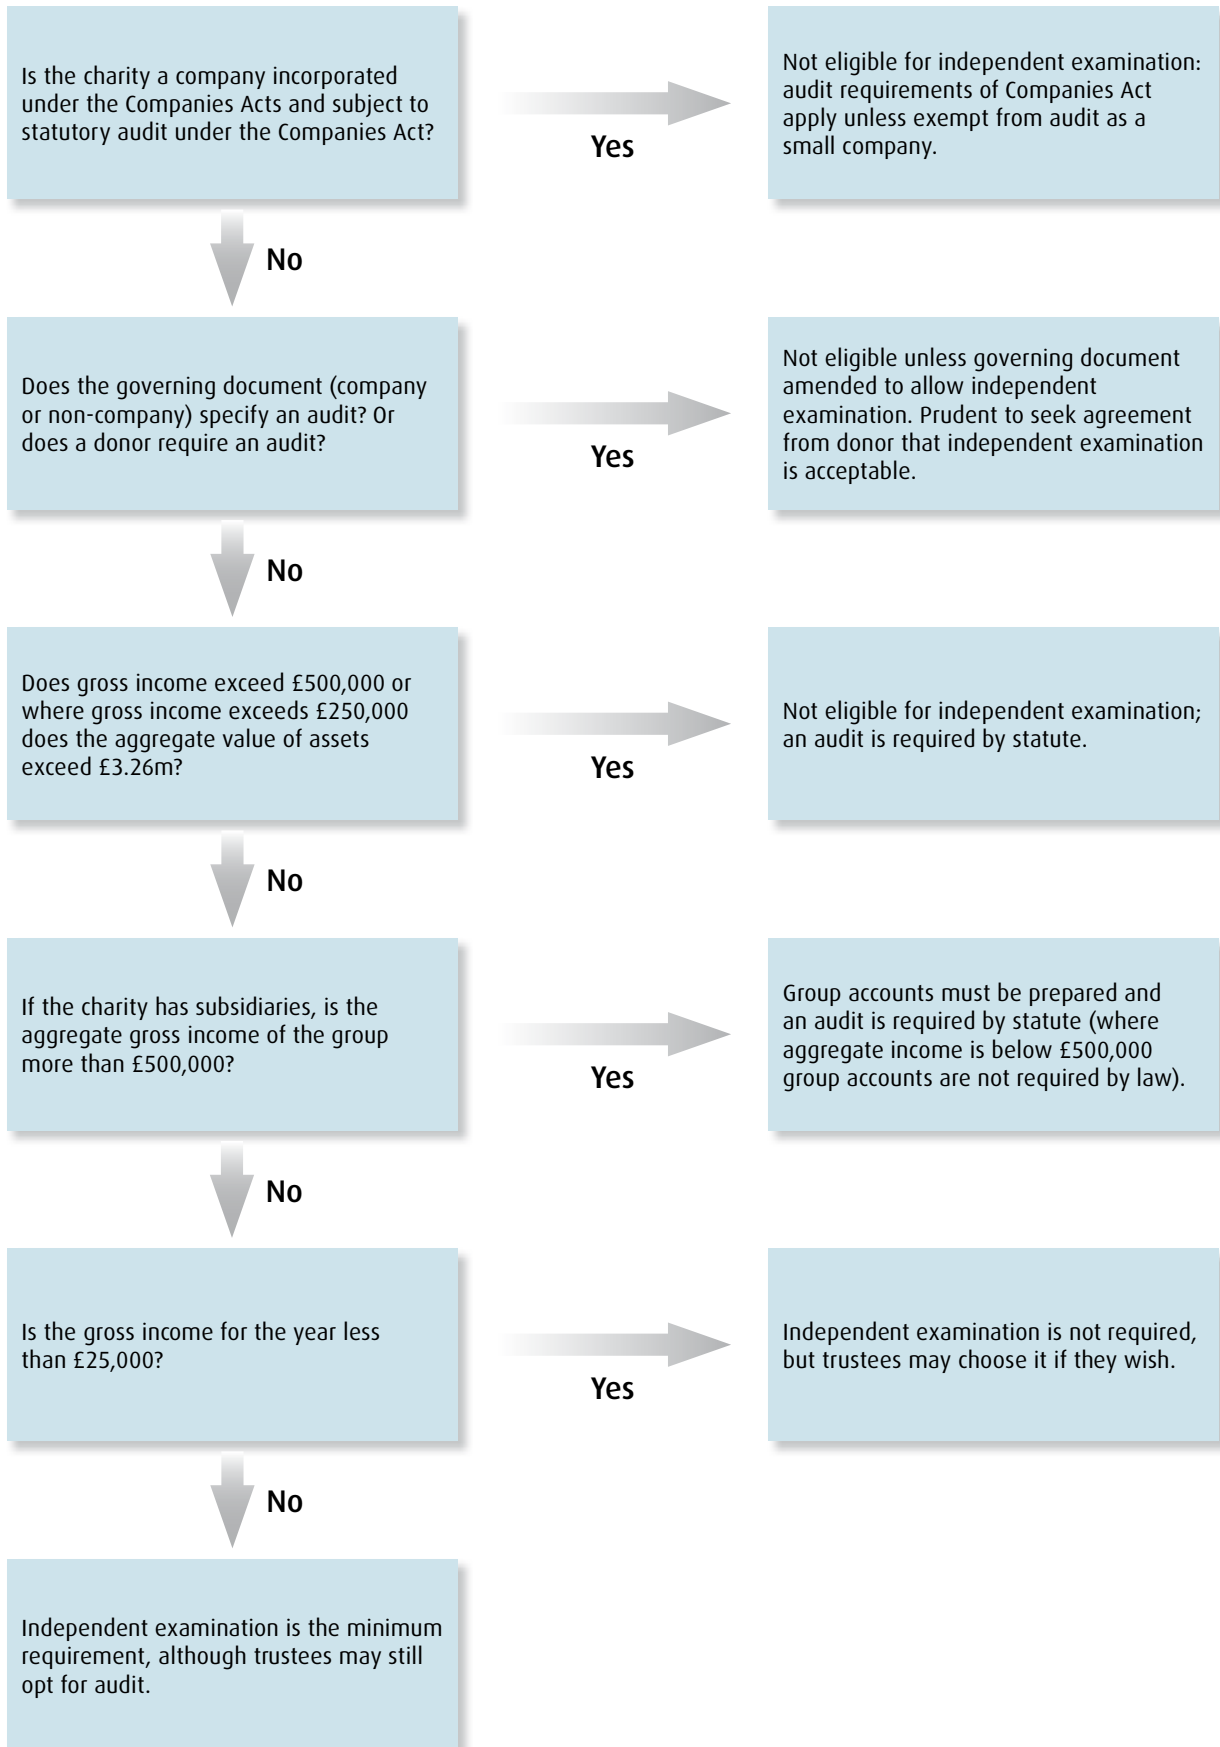 Is the charity a company incorporated
under the Companies Acts and subject to
statutory audit under the Companies Act?
Yes
Not eligible for independent examination:
audit requirements of Companies Act
apply unless exempt from audit as a
small company.
No
Does the governing document (company
or non-company) specify an audit? Or
does a donor require an audit?
Yes
Not eligible unless governing document
amended to allow independent
examination. Prudent to seek agreement
from donor that independent examination
is acceptable.
No
Does gross income exceed £500,000 or
where gross income exceeds £250,000
does the aggregate value of assets
exceed £3.26m?
Yes
Not eligible for independent examination;
an audit is required by statute.
No
If the charity has subsidiaries, is the
aggregate gross income of the group
more than £500,000?
Yes
Group accounts must be prepared and
an audit is required by statute (where
aggregate income is below £500,000
group accounts are not required by law).
No
Is the gross income for the year less
than £25,000?
Yes
Independent examination is not required,
but trustees may choose it if they wish.
No
Independent examination is the minimum
requirement, although trustees may still
opt for audit.